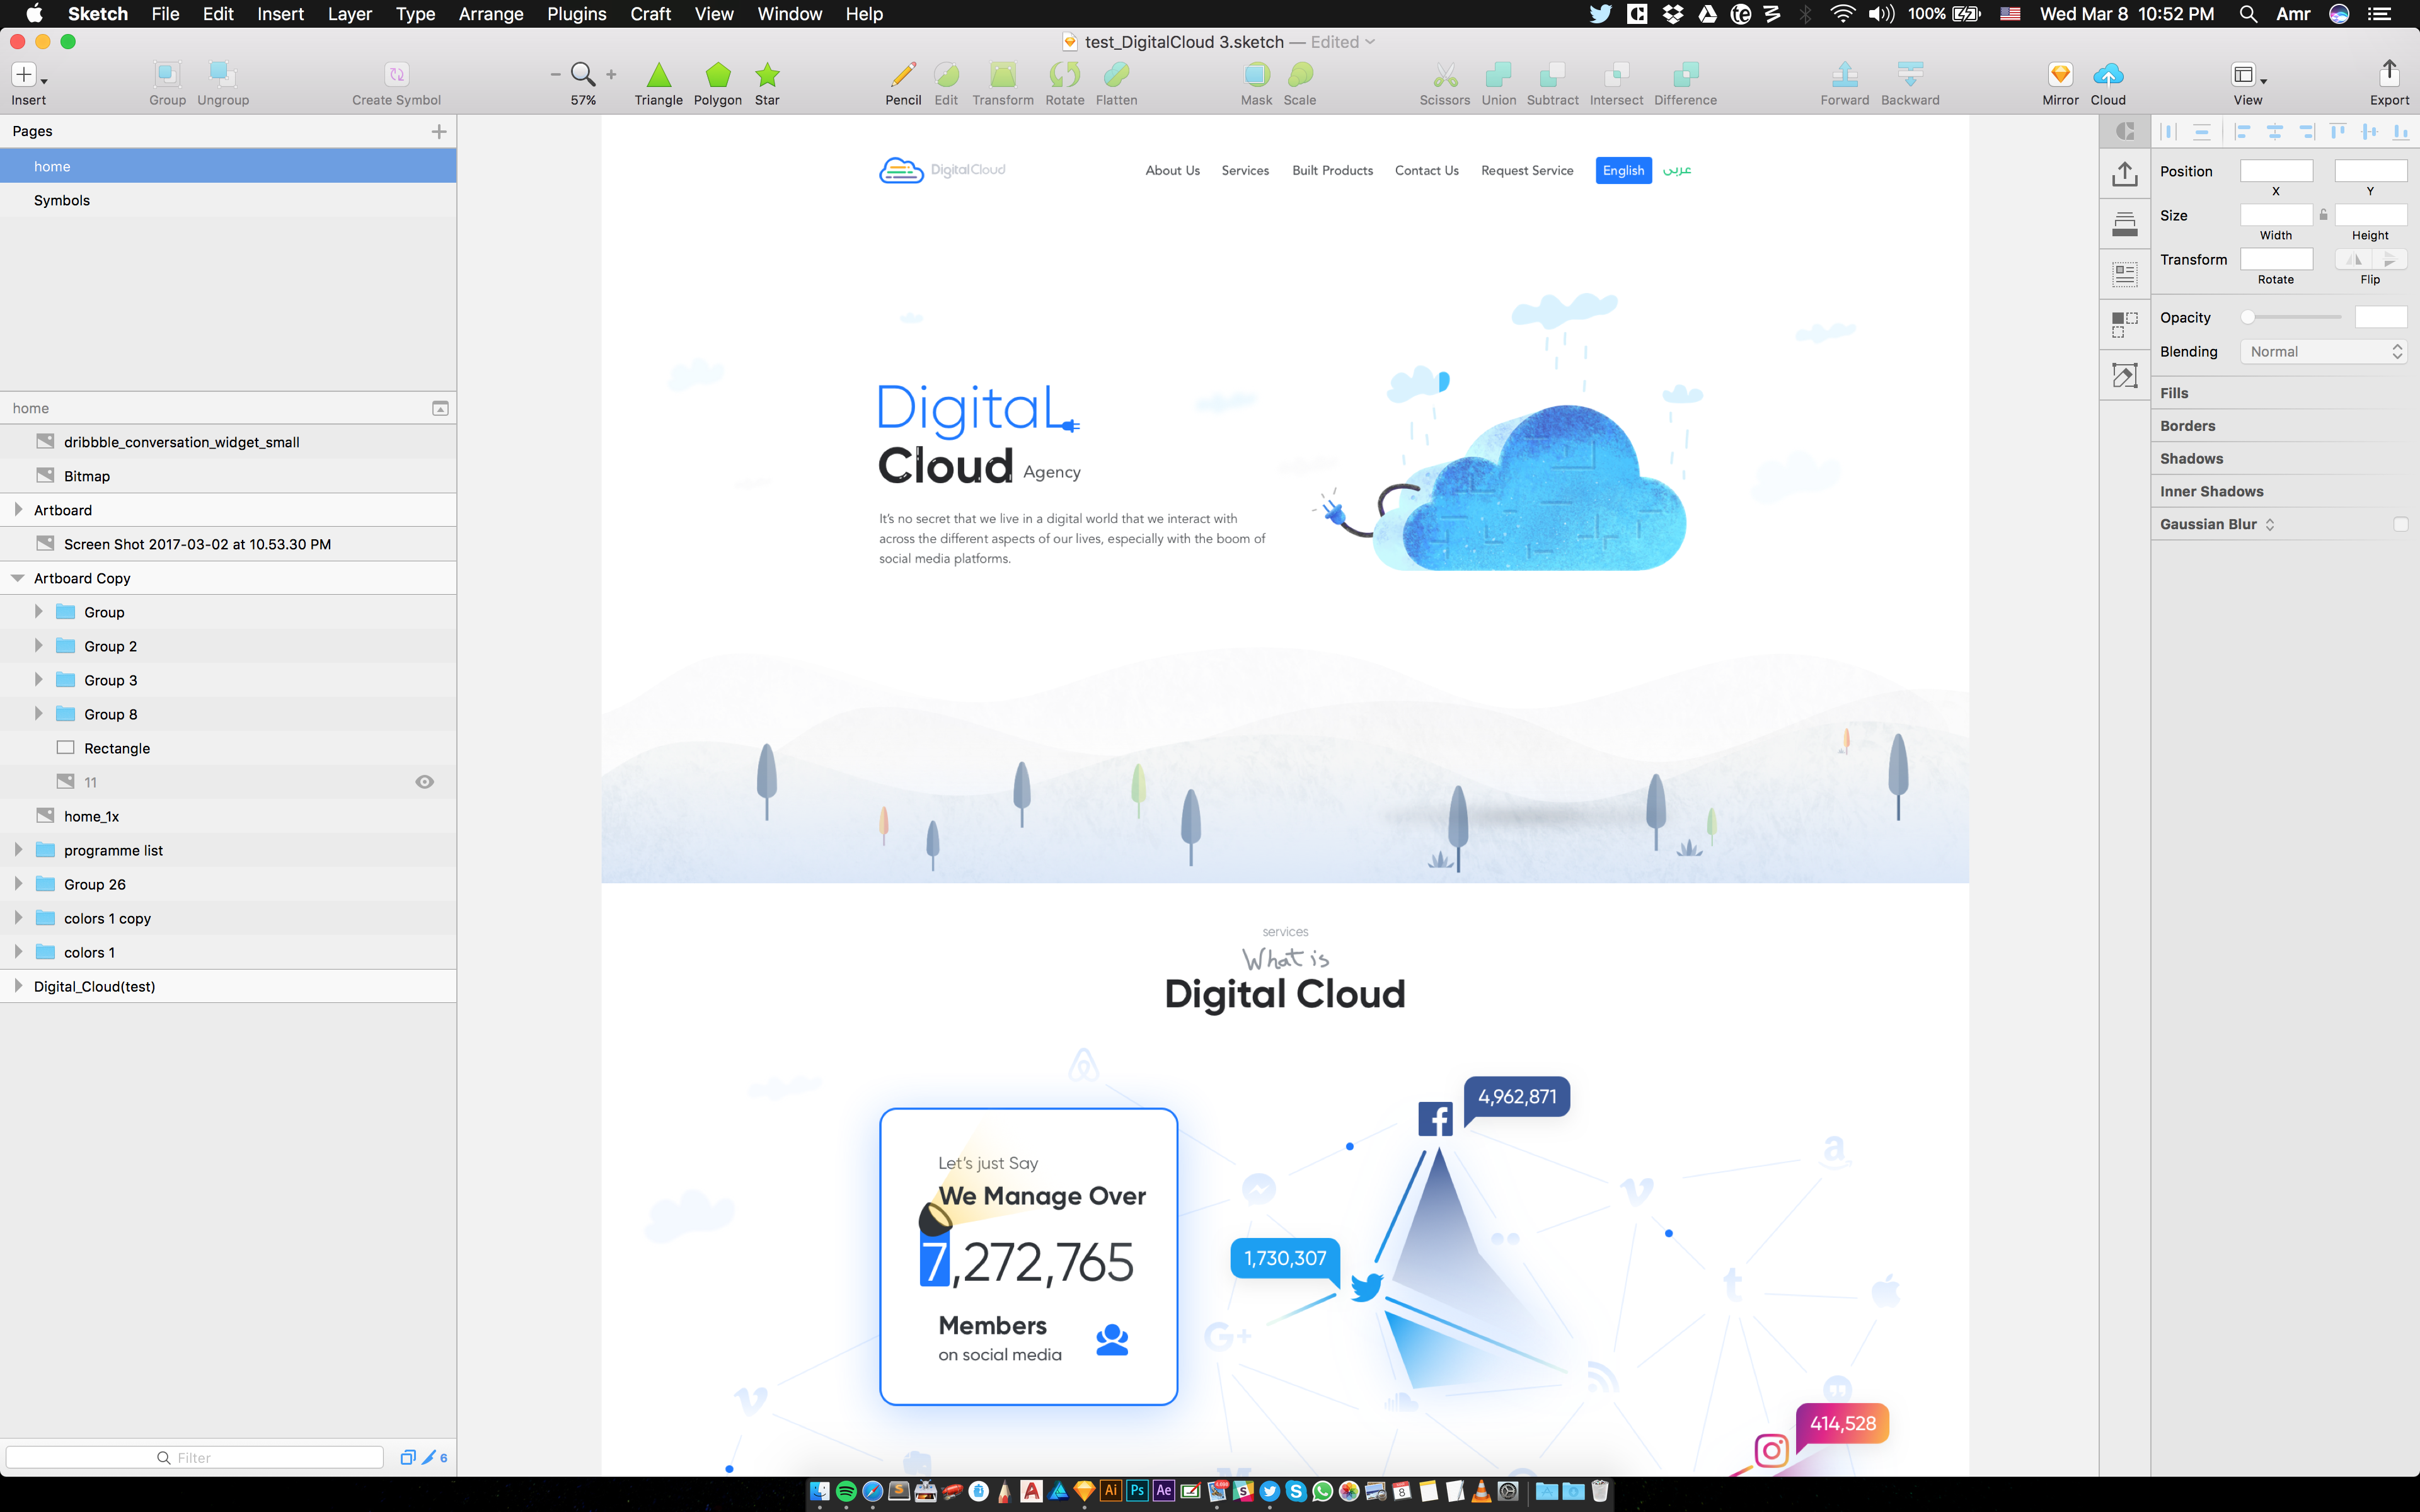 Sketch File Edit Insert Layer Type Arrange Plugins Craft View Window Help
100% Wed Mar 8 10:52 PM Amr
test_DigitalCloud 3.sketch — Edited
Insert Group Ungroup Create Symbol 57% Triangle Polygon Star Pencil Edit Transform Rotate Flatten Mask Scale Scissors Union Subtract Intersect Difference Forward Backward Mirror Cloud View Export
Pages
home
Symbols
home
dribbble_conversation_widget_small
Bitmap
Artboard
Screen Shot 2017-03-02 at 10.53.30 PM
Artboard Copy
Group
Group 2
Group 3
Group 8
Rectangle
11
home_1x
programme list
Group 26
colors 1 copy
colors 1
Digital_Cloud(test)
Filter
6
DigitalCloud
About Us Services Built Products Contact Us Request Service English عربى
Digital
Cloud Agency
It's no secret that we live in a digital world that we interact with
across the different aspects of our lives, especially with the boom of
social media platforms.
services
What is
Digital Cloud
Let's just Say
We Manage Over
7,272,765
Members
on social media
4,962,871
1,730,307
414,528
Position
X Y
Size
Width Height
Transform
Rotate Flip
Opacity
Blending Normal
Fills
Borders
Shadows
Inner Shadows
Gaussian Blur
Ai Ps Ae
8